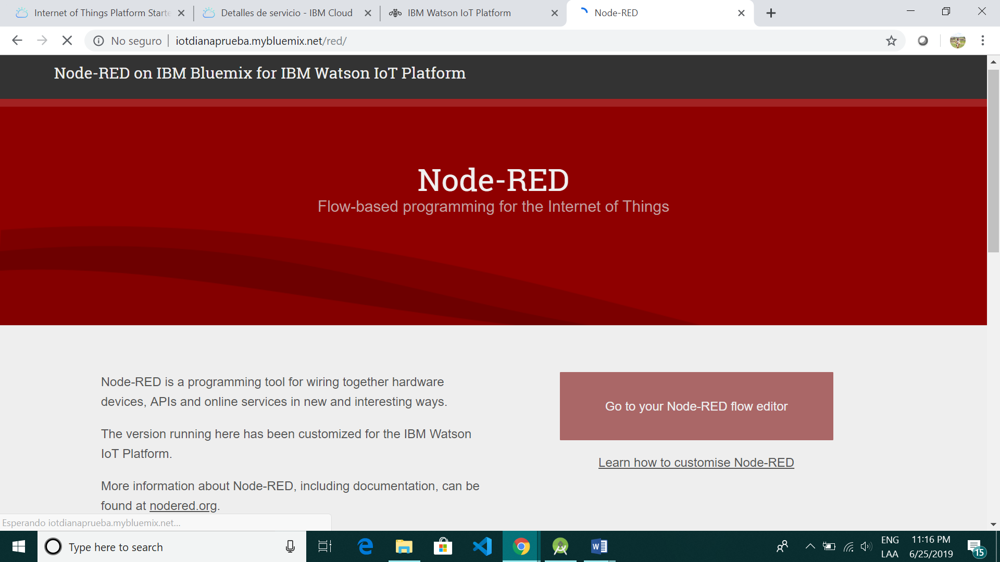 Internet of Things Platform Starte
Detalles de servicio - IBM Cloud
IBM Watson IoT Platform
Node-RED
No seguro
iotdianaprueba.mybluemix.net/red/
Node-RED on IBM Bluemix for IBM Watson IoT Platform
Node-RED
Flow-based programming for the Internet of Things
Node-RED is a programming tool for wiring together hardware
devices, APIs and online services in new and interesting ways.
The version running here has been customized for the IBM Watson
IoT Platform.
More information about Node-RED, including documentation, can be
found at nodered.org.
Go to your Node-RED flow editor
Learn how to customise Node-RED
Esperando iotdianaprueba.mybluemix.net...
Type here to search
ENG
LAA
11:16 PM
6/25/2019
15